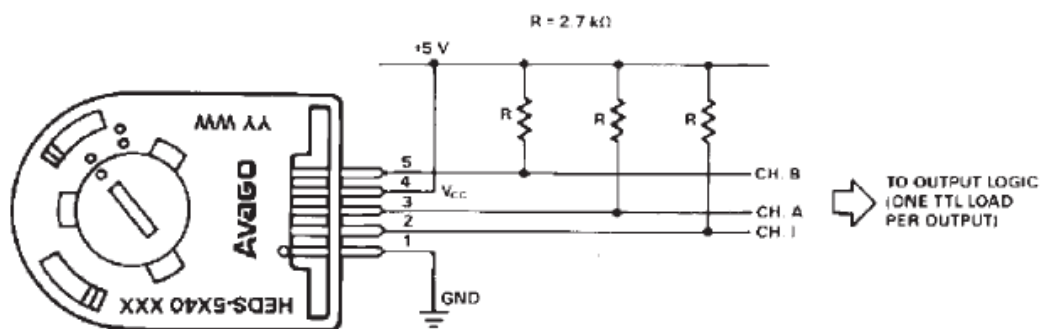 R = 2.7 kΩ
+5 V
R
R
R
YY WW
AVAGO
HEDS-5X40 XXX
5
4
VCC
3
2
1
GND
CH. B
CH. A
CH. I
TO OUTPUT LOGIC
(ONE TTL LOAD
PER OUTPUT)